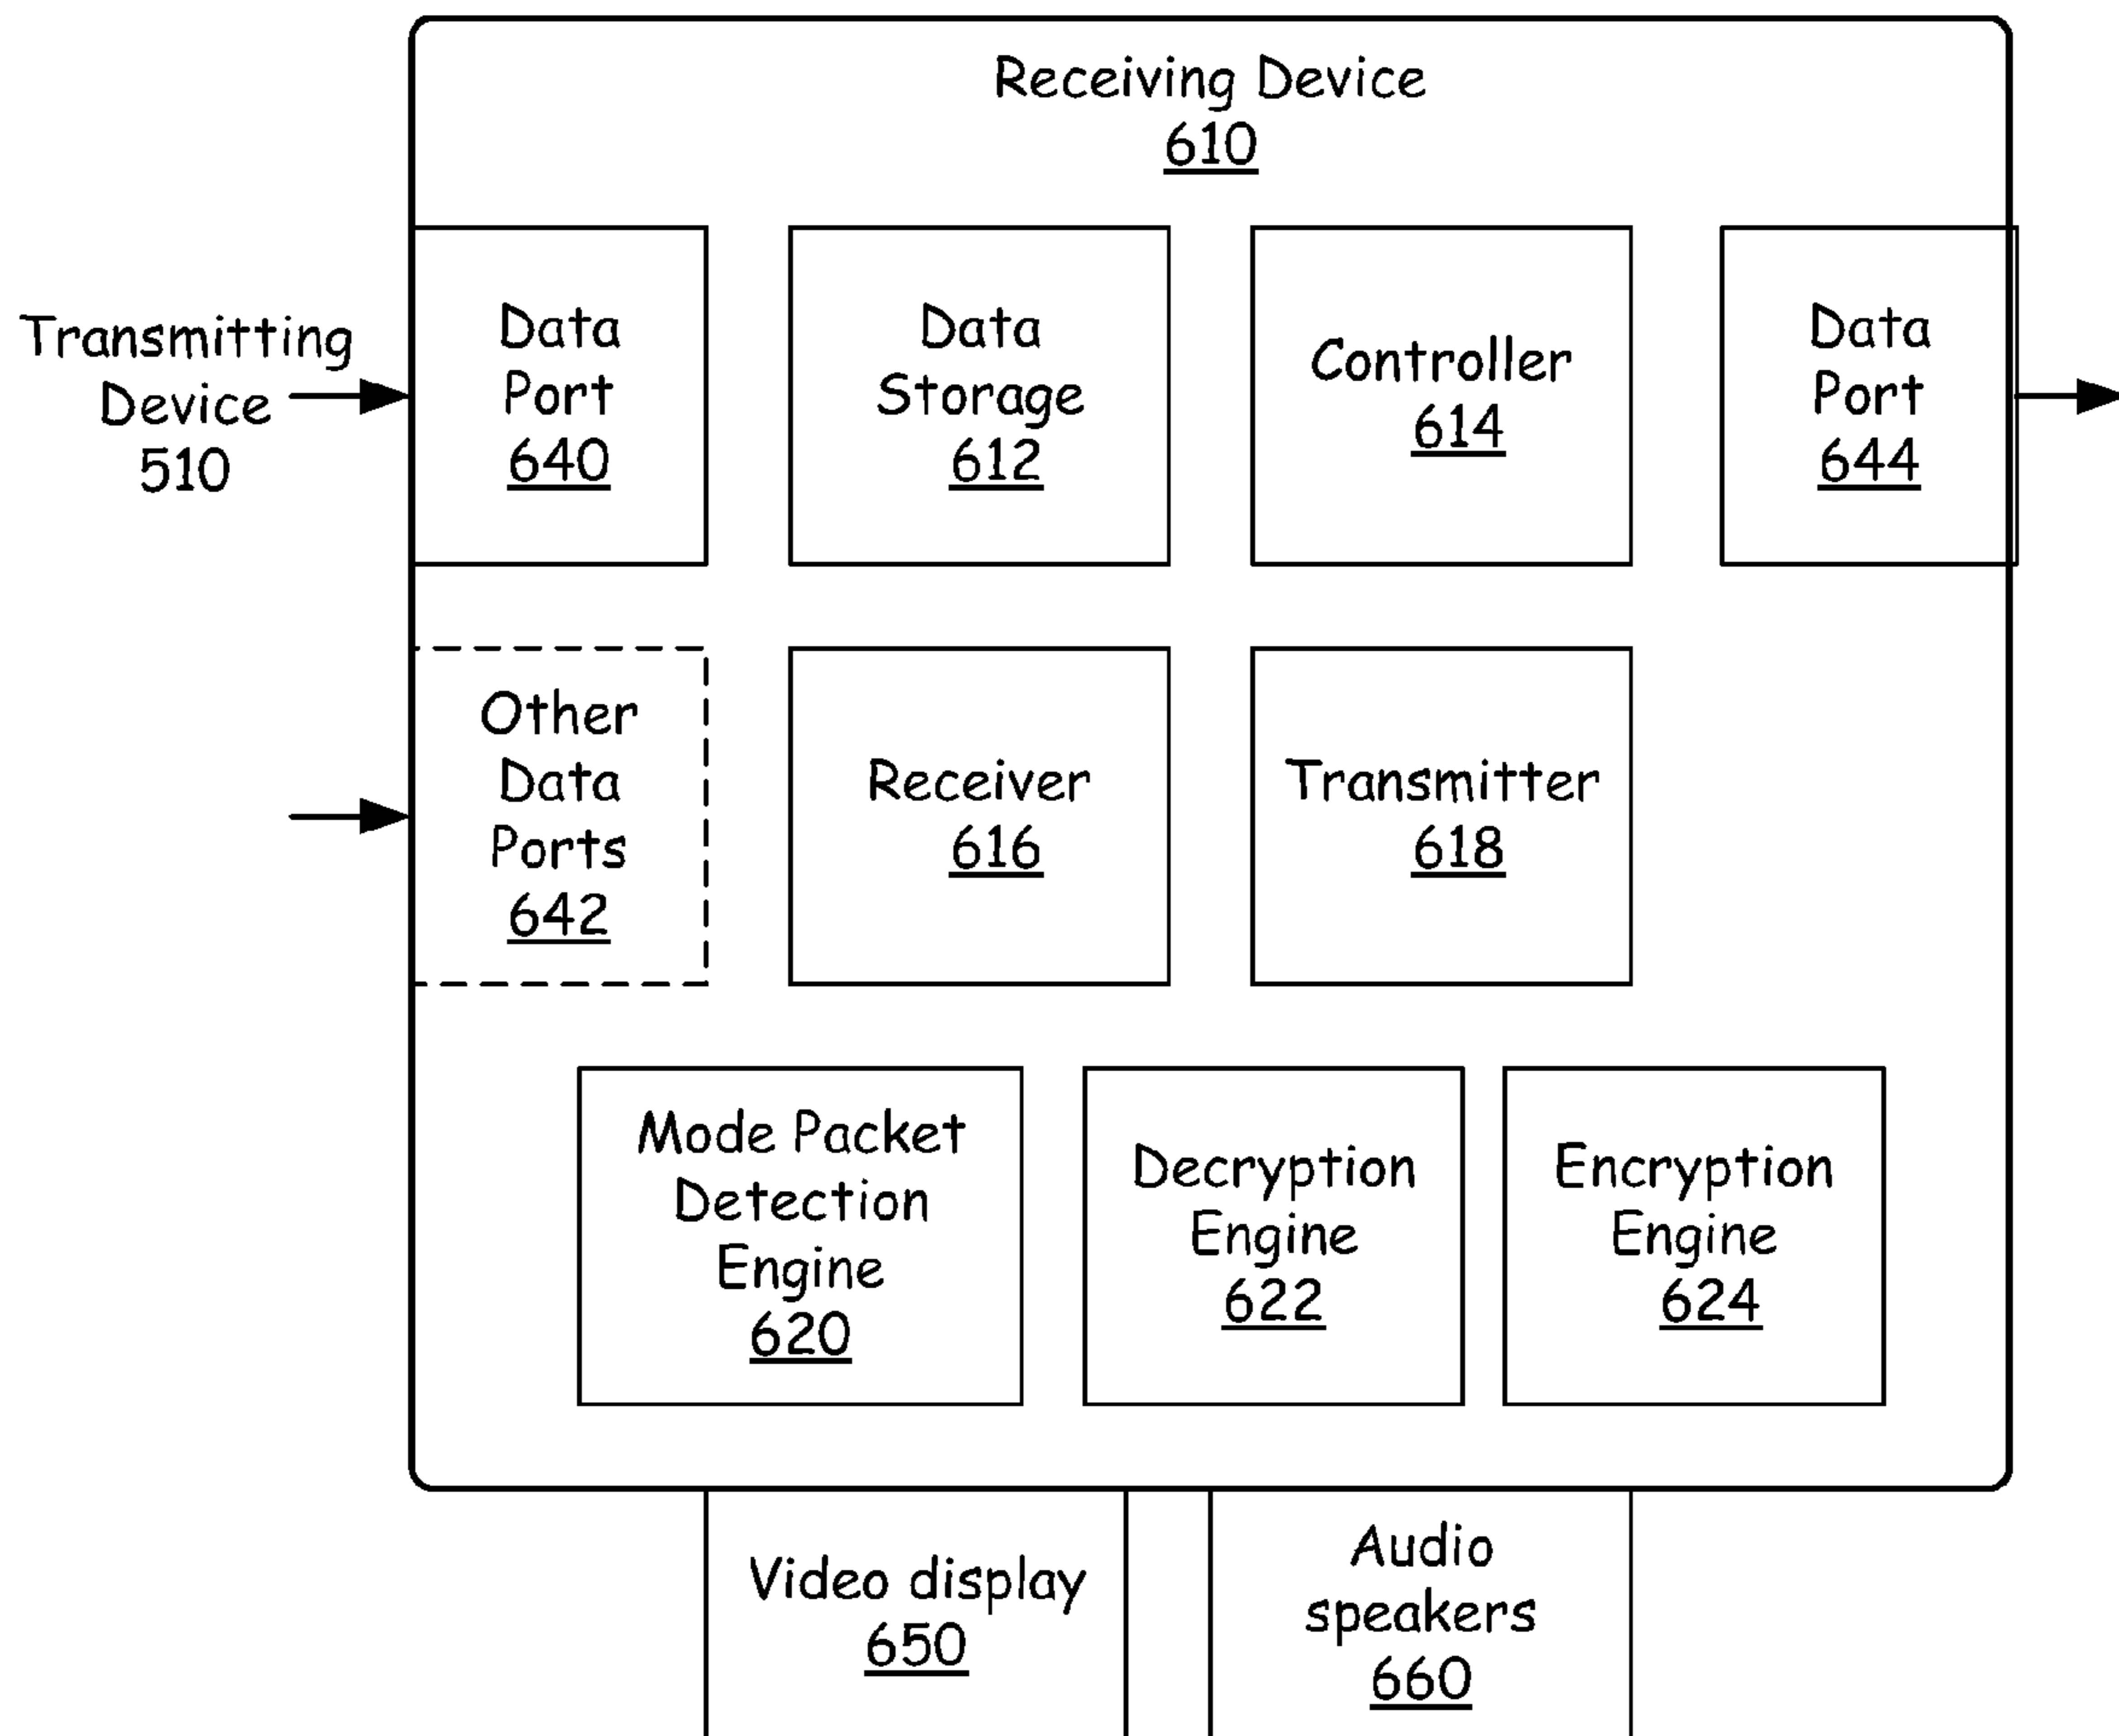 Receiving Device
610
Transmitting
Device
510
Data
Port
640
Data
Storage
612
Controller
614
Data
Port
644
Other
Data
Ports
642
Receiver
616
Transmitter
618
Mode Packet
Detection
Engine
620
Decryption
Engine
622
Encryption
Engine
624
Video display
650
Audio
speakers
660